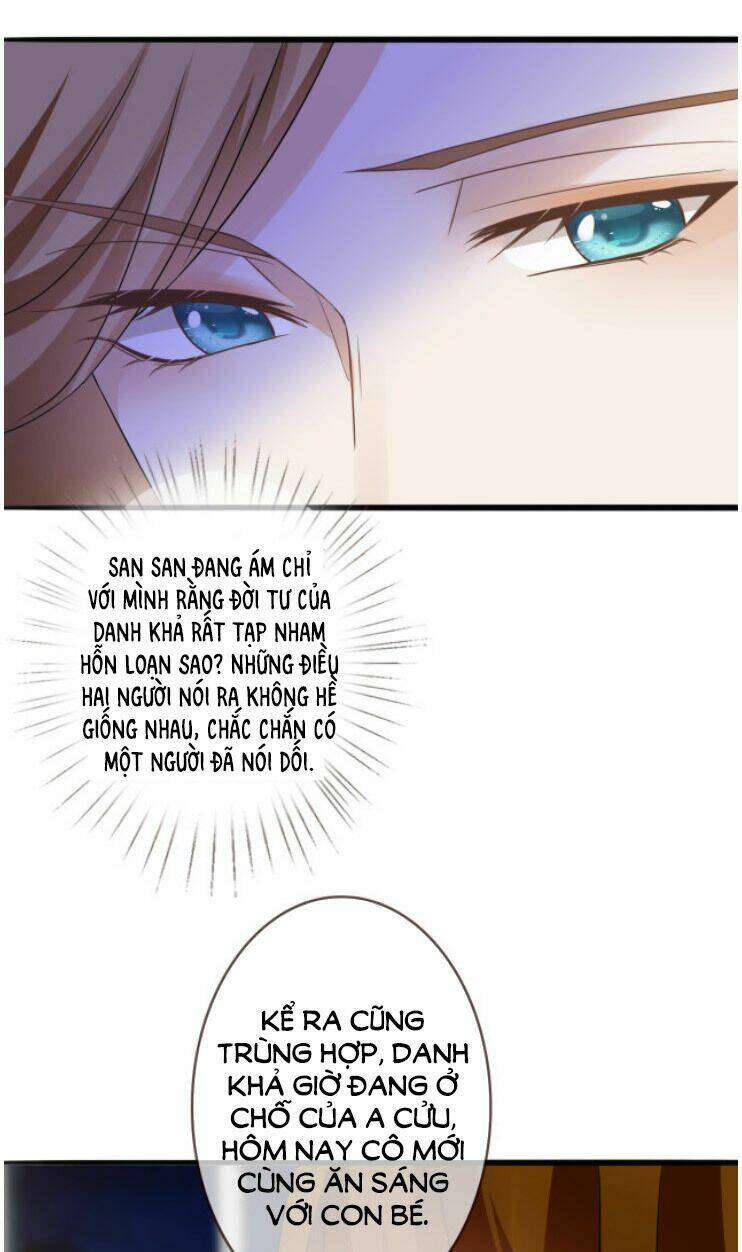 SAN SAN ĐANG ÁM CHỈ
VỚI MÌNH RẰNG ĐỜI TƯ CỦA
DANH KHẢ RẤT TẠP NHAM
HỖN LOẠN SAO? NHỮNG ĐIỀU
HAI NGƯỜI NÓI RA KHÔNG HỀ
GIỐNG NHAU, CHẮC CHẮN CÓ
MỘT NGƯỜI ĐÃ NÓI DỐI.
KỂ RA CŨNG
TRÙNG HỢP, DANH
KHẢ GIỜ ĐANG Ở
CHỖ CỦA A CỬU,
HÔM NAY CÔ MỚI
CÙNG ĂN SÁNG
VỚI CON BÉ.